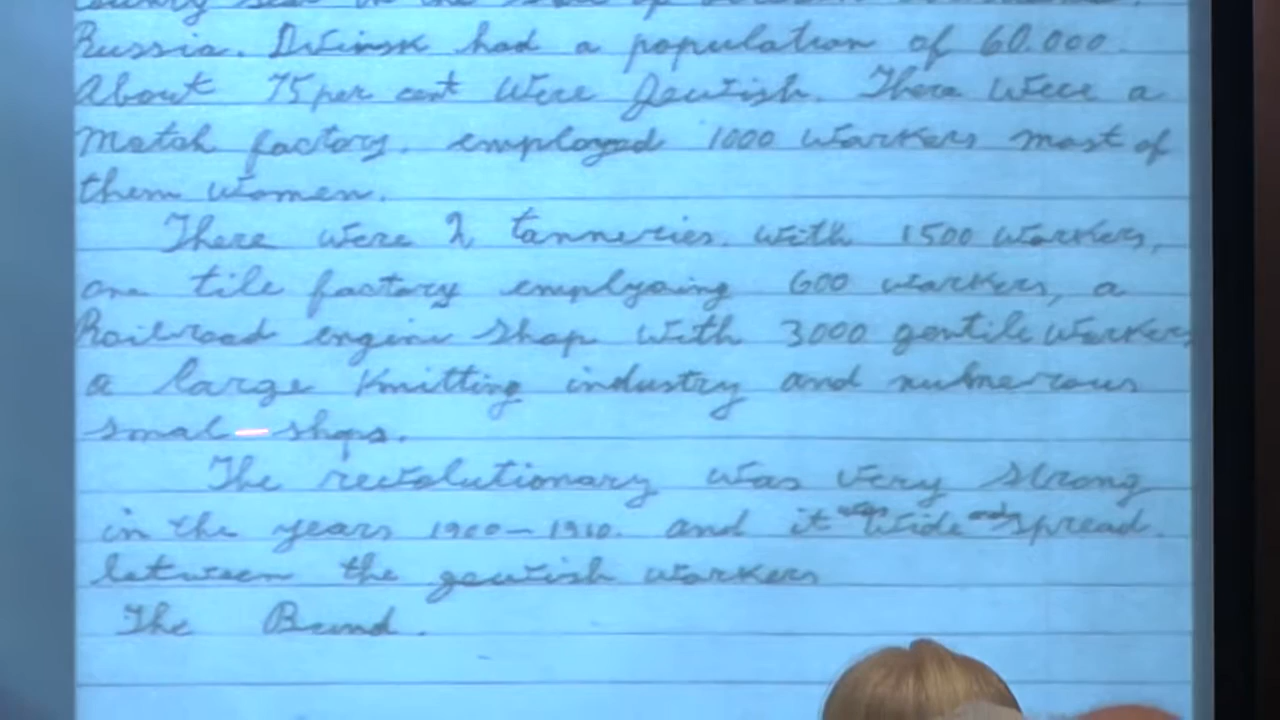 Russia. Dvinsk had a population of 60.000
About 75 per cent were Jewish. There were a
Match factory. employed 1000 workers most of
them women.
There were 2 tanneries. with 1500 workers,
one tile factory emplyoing 600 workers, a
Railroad engine shop with 3000 gentile workers
a large Knitting industry and nubnerous
smal - shops.
The revolutionary was very strong
in the years 1900 - 1910. and it was wide and spread.
between the jewish workers
The Bund.